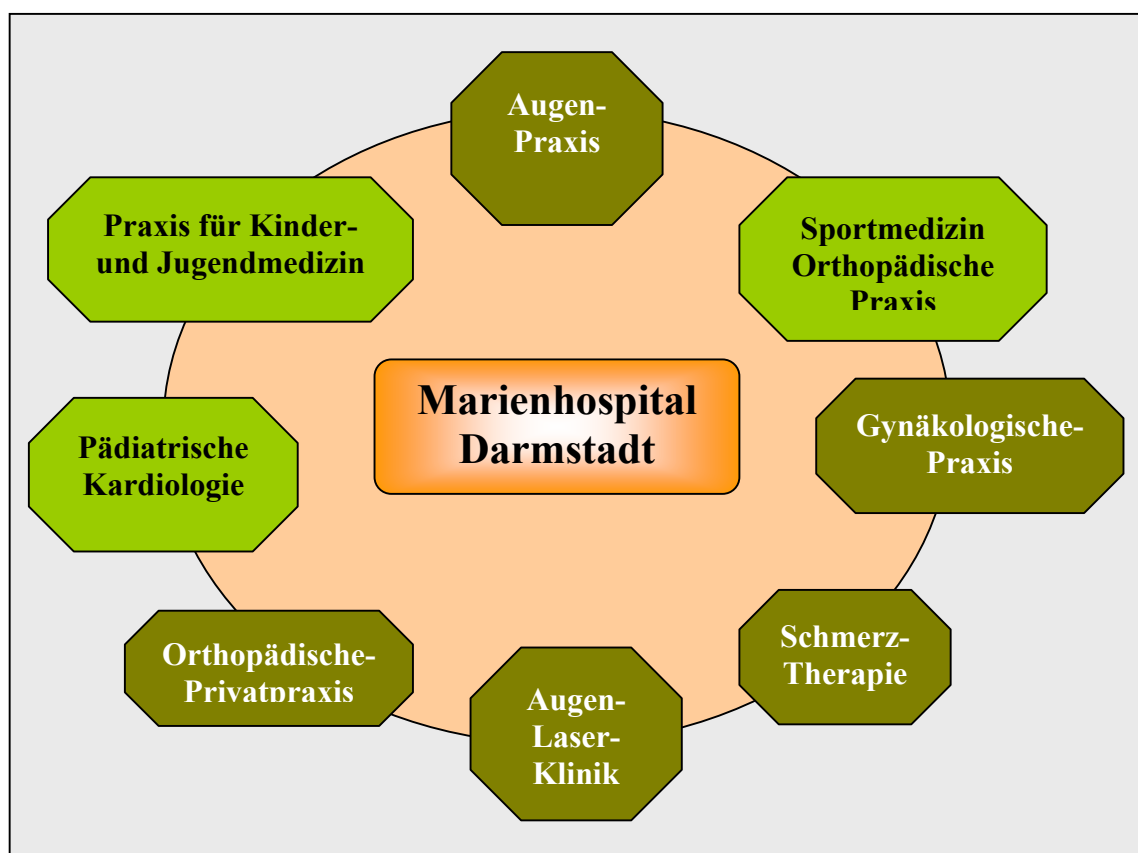 Augen-
Praxis
Praxis für Kinder-
und Jugendmedizin
Sportmedizin
Orthopädische
Praxis
Marienhospital
Darmstadt
Gynäkologische-
Praxis
Pädiatrische
Kardiologie
Schmerz-
Therapie
Orthopädische-
Privatpraxis
Augen-
Laser-
Klinik